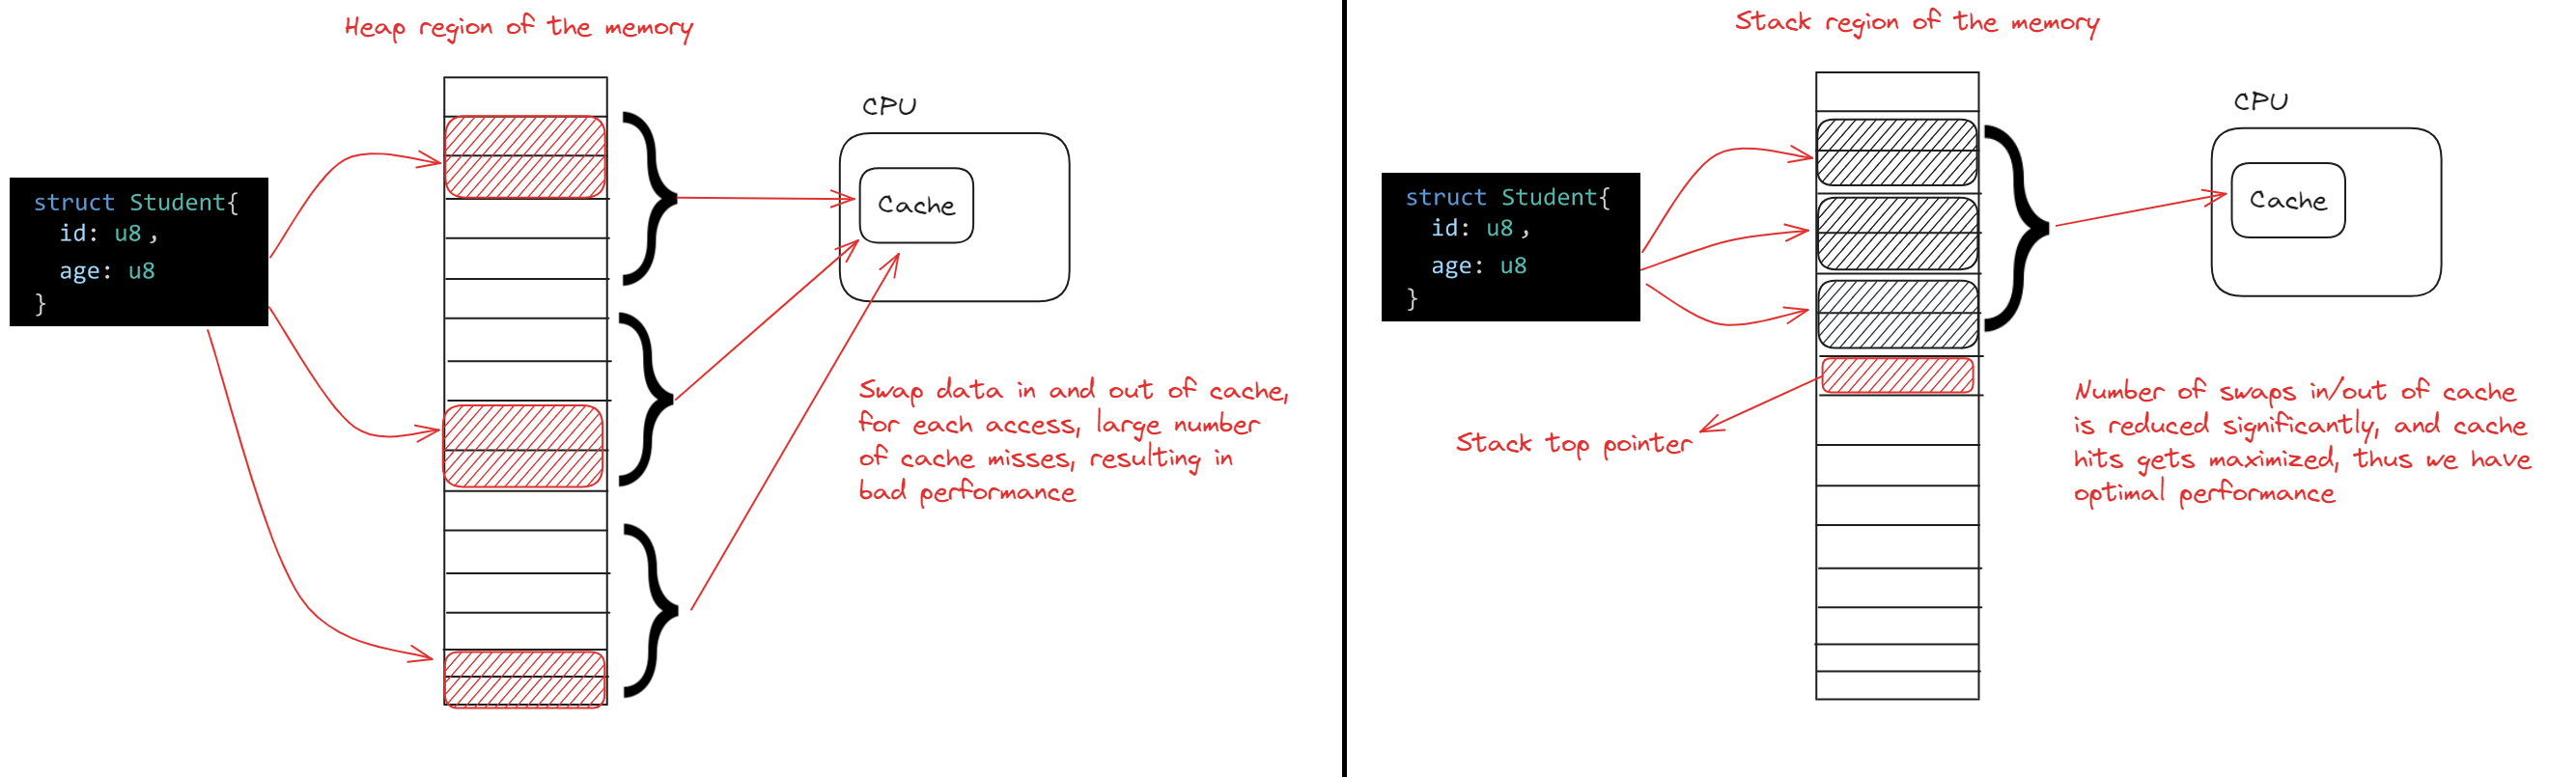 Heap region of the memory
struct Student{
id: u8,
age: u8
}
CPU
Cache
Swap data in and out of cache,
for each access, large number
of cache misses, resulting in
bad performance
Stack region of the memory
struct Student{
id: u8,
age: u8
}
Stack top pointer
CPU
Cache
Number of swaps in/out of cache
is reduced significantly, and cache
hits gets maximized, thus we have
optimal performance